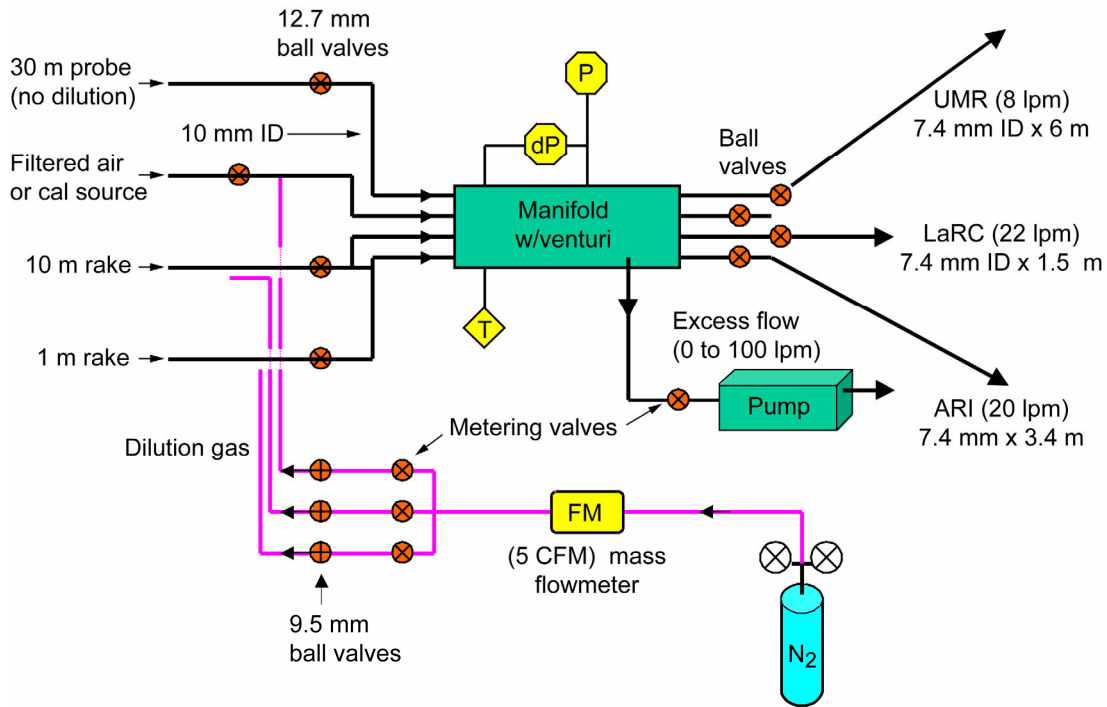 12.7 mm
ball valves
30 m probe
(no dilution)
10 mm ID
Filtered air
or cal source
10 m rake
1 m rake
P
dP
Manifold
w/venturi
T
Ball
valves
UMR (8 lpm)
7.4 mm ID x 6 m
LaRC (22 lpm)
7.4 mm ID x 1.5 m
ARI (20 lpm)
7.4 mm x 3.4 m
Excess flow
(0 to 100 lpm)
Pump
Metering valves
Dilution gas
FM
(5 CFM) mass
flowmeter
9.5 mm
ball valves
N2